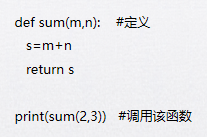 def sum(m,n):    #定义
    s=m+n
    return s
print(sum(2,3))   #调用该函数